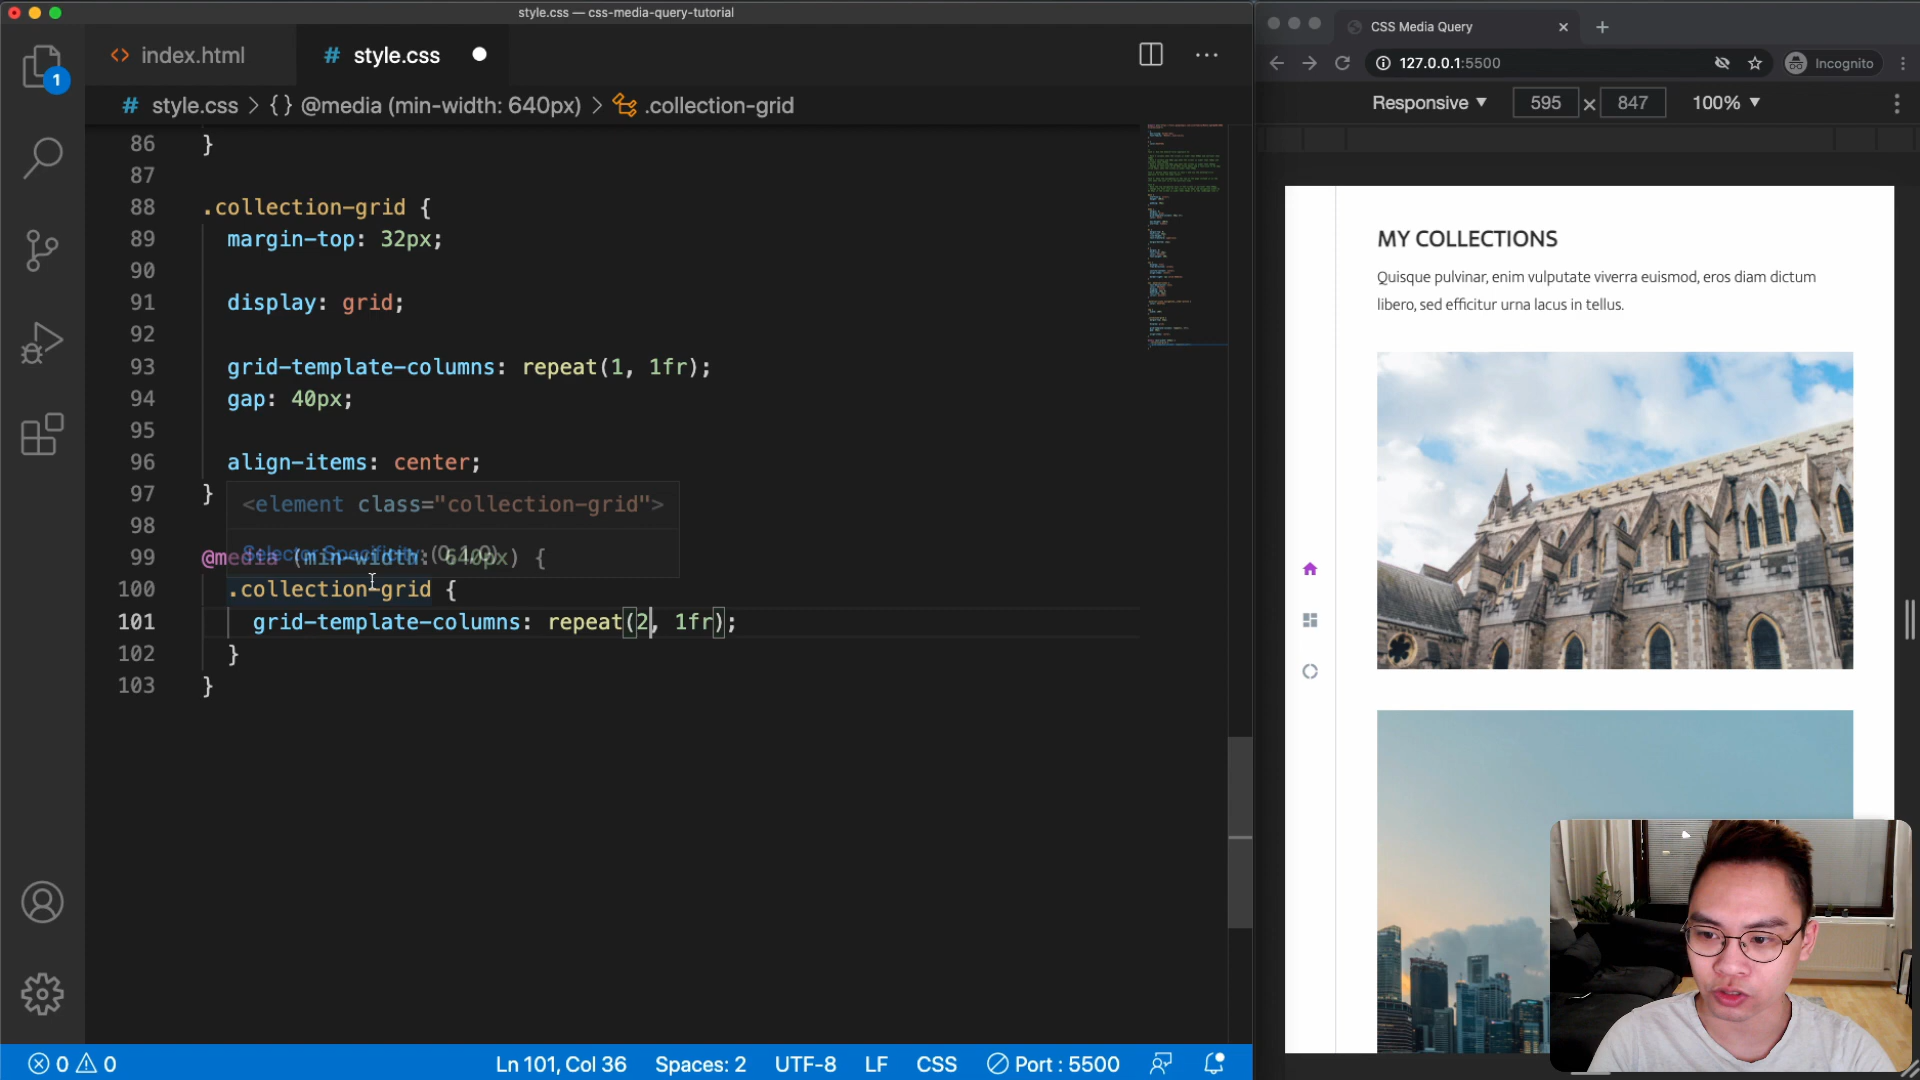 style.css — css-media-query-tutorial
index.html
# style.css
# style.css > {} @media (min-width: 640px) > .collection-grid
1
86 }
87
88 .collection-grid {
89 margin-top: 32px;
90
91 display: grid;
92
93 grid-template-columns: repeat(1, 1fr);
94 gap: 40px;
95
96 align-items: center;
97 }
<element class="collection-grid">
98
Selector Specificity: (0, 1, 0)
99 @media (min-width: 640px) {
100 .collection-grid {
101 grid-template-columns: repeat(2, 1fr);
102 }
103 }
0 0
Ln 101, Col 36
Spaces: 2
UTF-8
LF
CSS
Port : 5500
CSS Media Query
127.0.0.1:5500
Incognito
Responsive
595 × 847
100%
MY COLLECTIONS
Quisque pulvinar, enim vulputate viverra euismod, eros diam dictum
libero, sed efficitur urna lacus in tellus.